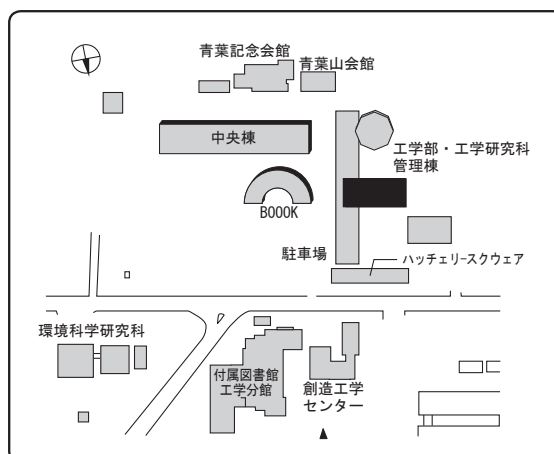 青葉記念会館
青葉山会館
中央棟
工学部・工学研究科
管理棟
BOOOK
駐車場
ハッチェリースクウェア
環境科学研究科
付属図書館
工学分館
創造工学
センター